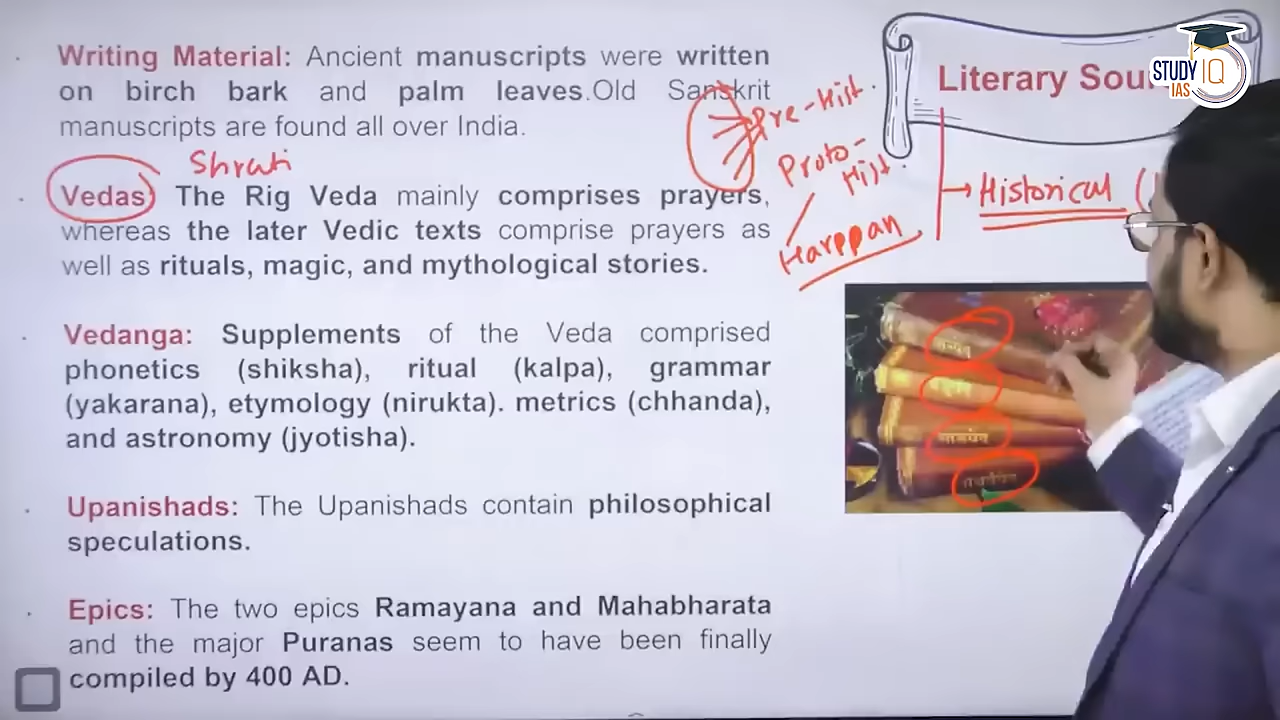 Writing Material: Ancient manuscripts were written
on birch bark and palm leaves.Old Sanskrit
manuscripts are found all over India.
Shrati
Vedas: The Rig Veda mainly comprises prayers,
whereas the later Vedic texts comprise prayers as
well as rituals, magic, and mythological stories.
Vedanga: Supplements of the Veda comprised
phonetics (shiksha), ritual (kalpa), grammar
(yakarana), etymology (nirukta). metrics (chhanda),
and astronomy (jyotisha).
Upanishads: The Upanishads contain philosophical
speculations.
Epics: The two epics Ramayana and Mahabharata
and the major Puranas seem to have been finally
compiled by 400 AD.
Pre-Hist.
Proto-
Hist.
Harppan
Literary
Historical
STUDY IQ
IAS
सामवेद